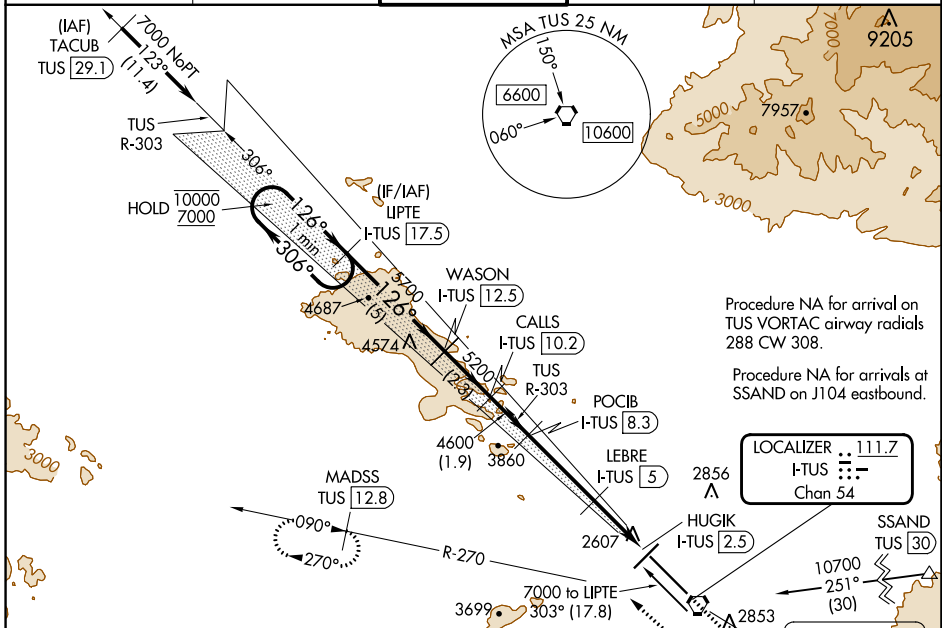 (IAF)
TACUB
TUS 29.1
7000 NoPT
123°
(11.4)
TUS
R-303
306°
HOLD 10000
7000
126°
1 min
306°
(IF/IAF)
LIPTE
I-TUS 17.5
MSA TUS 25 NM
150°
6600
060°
10600
7000
9205
7957
5000
3000
5700
WASON
I-TUS 12.5
4687
(5)
126°
4574
CALLS
I-TUS 10.2
5200
(2.3)
TUS
R-303
POCIB
I-TUS 8.3
4600
(1.9)
3860
LEBRE
I-TUS 5
Procedure NA for arrival on
TUS VORTAC airway radials
288 CW 308.
Procedure NA for arrivals at
SSAND on J104 eastbound.
LOCALIZER 111.7
I-TUS
Chan 54
3000
MADSS
TUS 12.8
090°
270°
R-270
2856
2607
HUGIK
I-TUS 2.5
SSAND
TUS 30
10700
251°
(30)
7000 to LIPTE
303° (17.8)
3699
2853